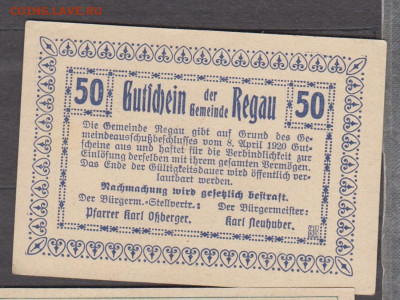 COINS.LAVE.RU
50 Gutschein der Gemeinde Regau 50
Die Gemeinde Regau gibt auf Grund des Ge-
meindeausschußbeschlußes vom 8. April 1920 Gut-
scheine aus und haftet für die Verbindlichkeit zur
Einlösung derselben mit ihrem gesamten Vermögen.
Das Ende der Gültigkeitsdauer wird öffentlich ver-
lautbart werden.
Nachmachung wird gesetzlich bestraft.
Der Bürgerm.-Stellvertr.: Der Bürgermeister:
Pfarrer Karl Oßberger. Karl Neuhuber.